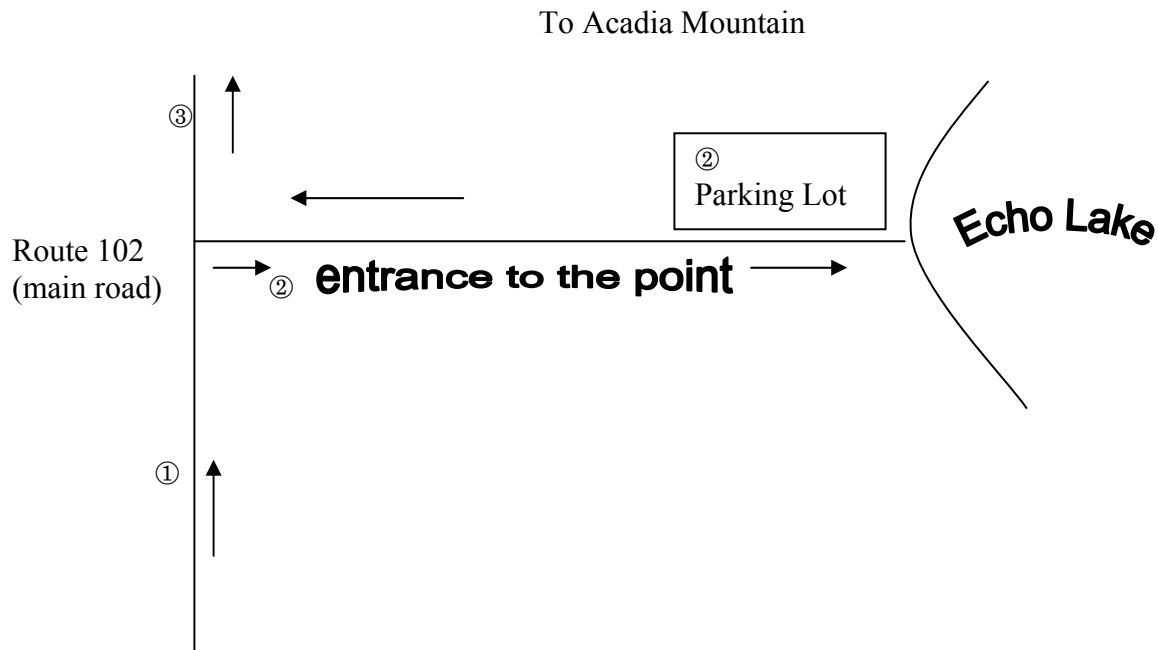 To Acadia Mountain
③
②
Parking Lot
Echo Lake
Route 102
(main road)
② entrance to the point
①